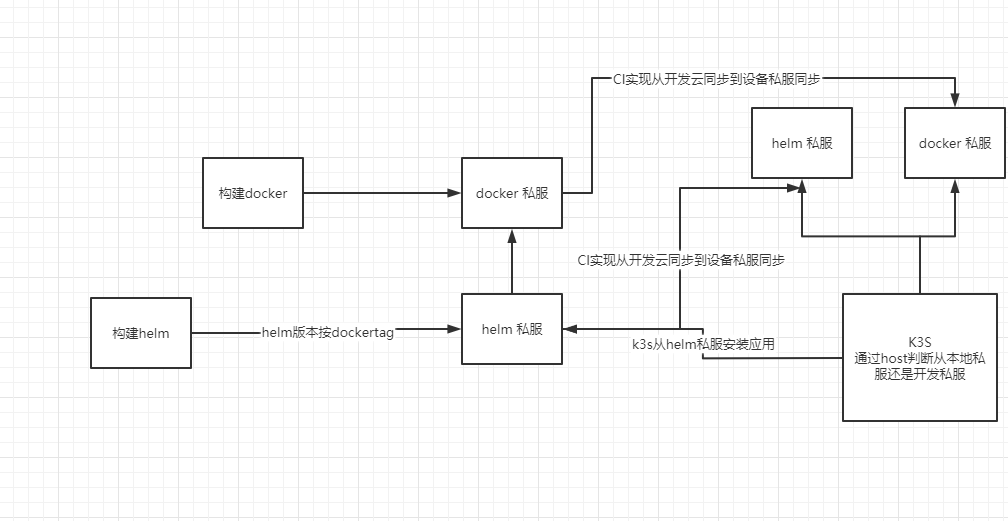 CI实现从开发云同步到设备私服同步
helm 私服
docker 私服
构建docker
docker 私服
CI实现从开发云同步到设备私服同步
构建helm
helm版本按dockertag
helm 私服
k3s从helm私服安装应用
K3S
通过host判断从本地私
服还是开发私服